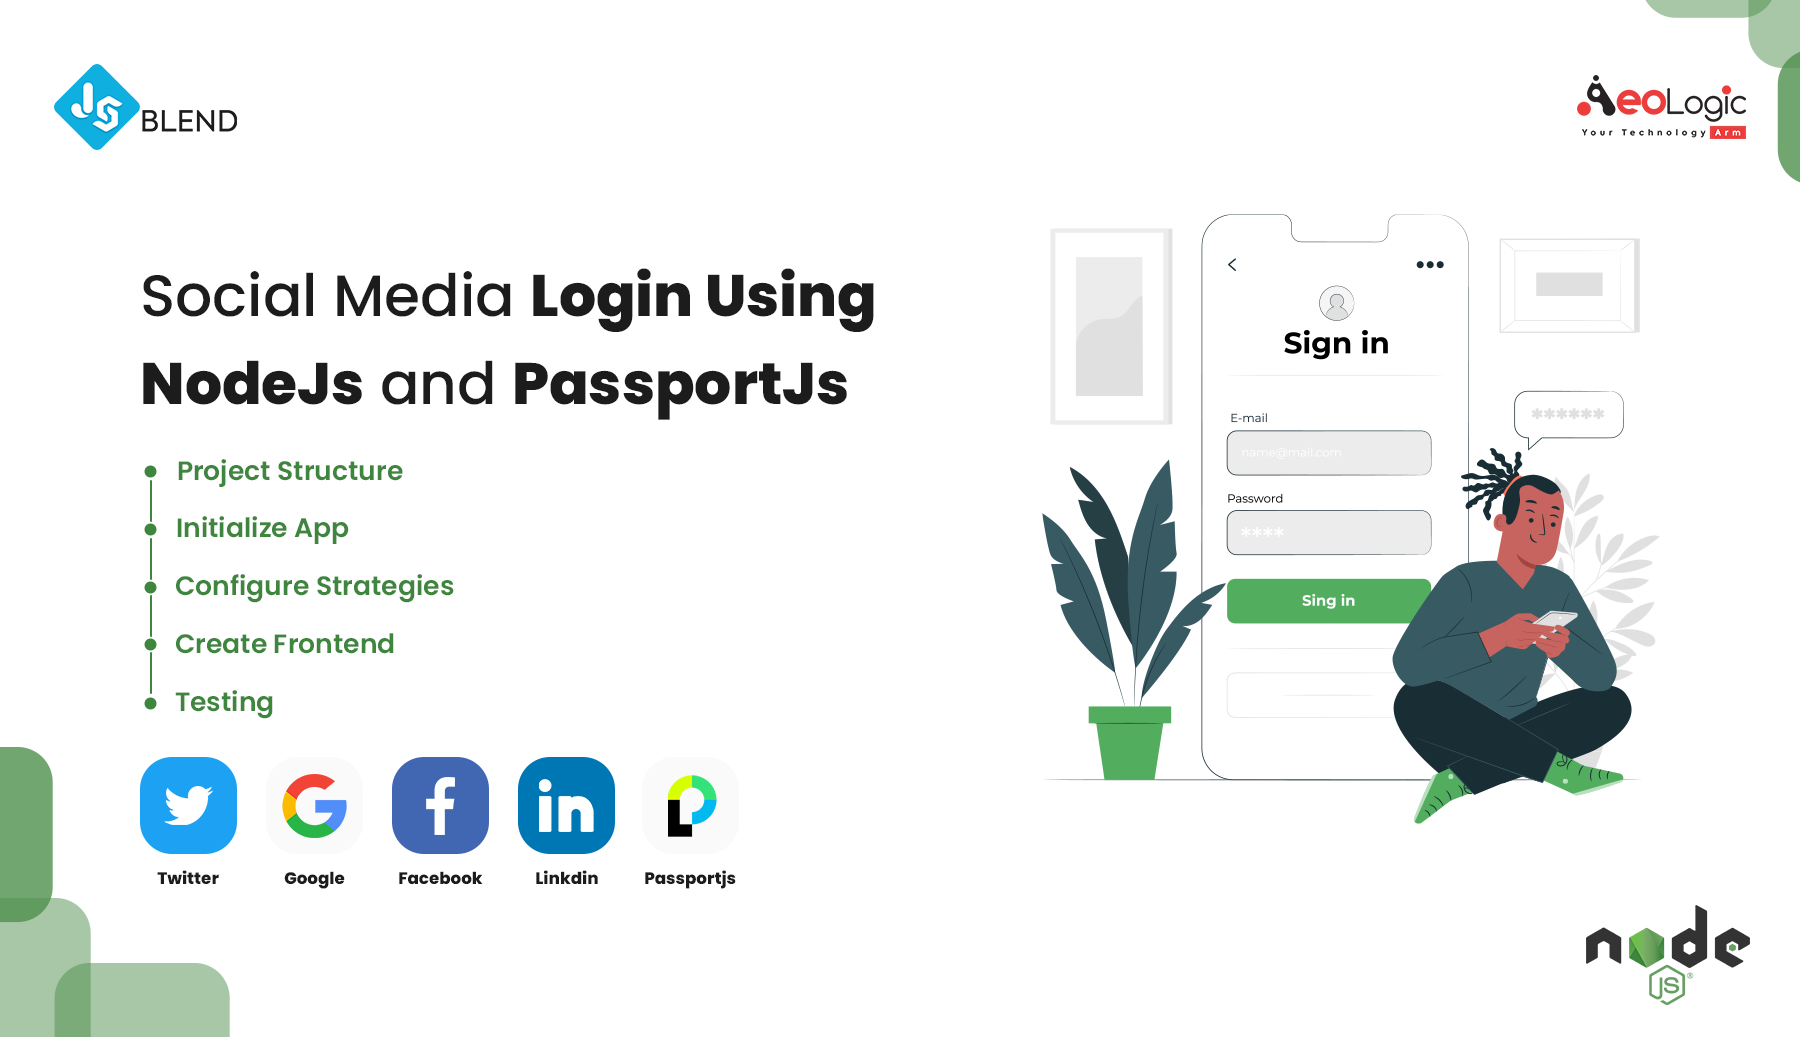 JS BLEND
AeoLogic
Your Technology Arm
Social Media Login Using
NodeJs and PassportJs
Project Structure
Initialize App
Configure Strategies
Create Frontend
Testing
Twitter
Google
Facebook
Linkdin
Passportjs
Sign in
E-mail
name@mail.com
Password
****
Sing in
******
node
JS®